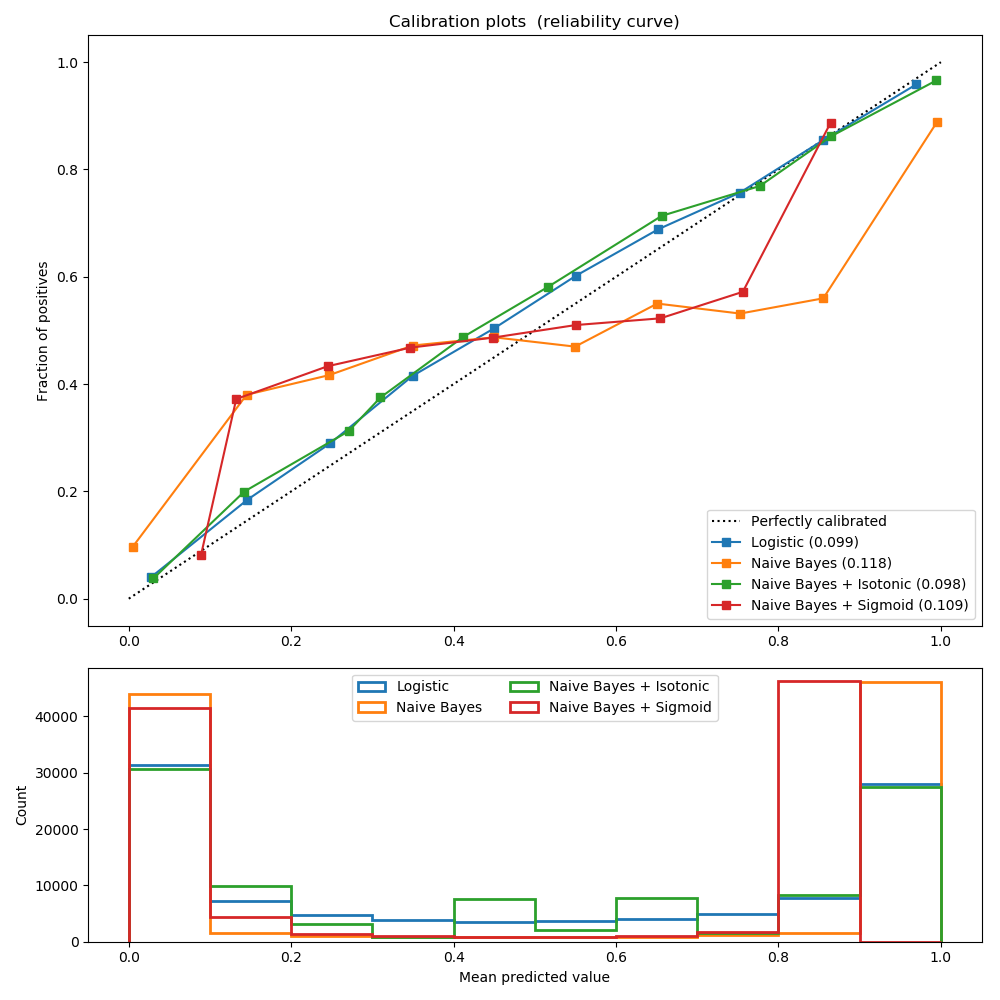 Calibration plots  (reliability curve)
1.0
0.8
0.6
0.4
0.2
0.0
Fraction of positives
Perfectly calibrated
Logistic (0.099)
Naive Bayes (0.118)
Naive Bayes + Isotonic (0.098)
Naive Bayes + Sigmoid (0.109)
0.0 0.2 0.4 0.6 0.8 1.0
Logistic Naive Bayes + Isotonic
Naive Bayes Naive Bayes + Sigmoid
40000
30000
20000
10000
0
Count
0.0 0.2 0.4 0.6 0.8 1.0
Mean predicted value